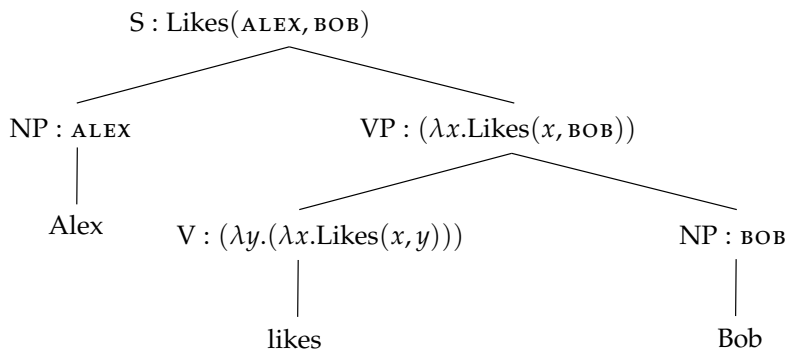 S : Likes(ALEX, BOB)
NP : ALEX VP : (λx.Likes(x, BOB))
Alex V : (λy.(λx.Likes(x, y))) NP : BOB
likes Bob